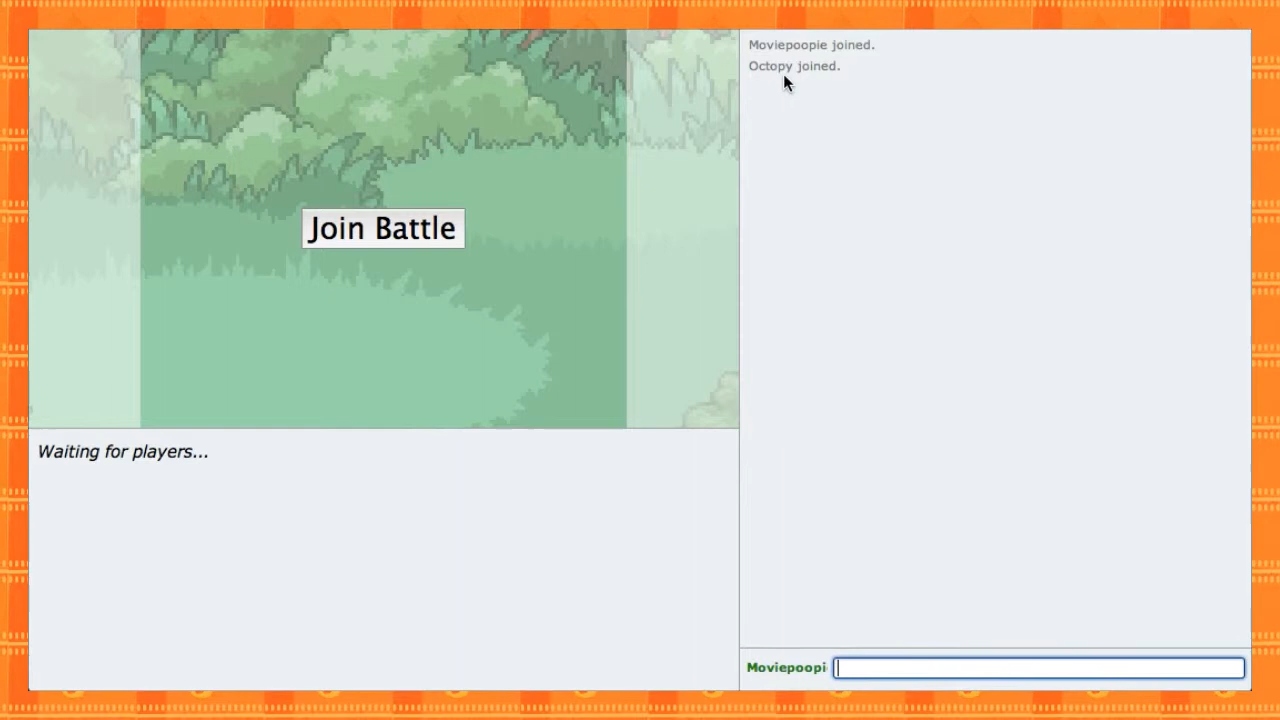 Moviepoopie joined.
Octopy joined.
Join Battle
Waiting for players...
Moviepoopi